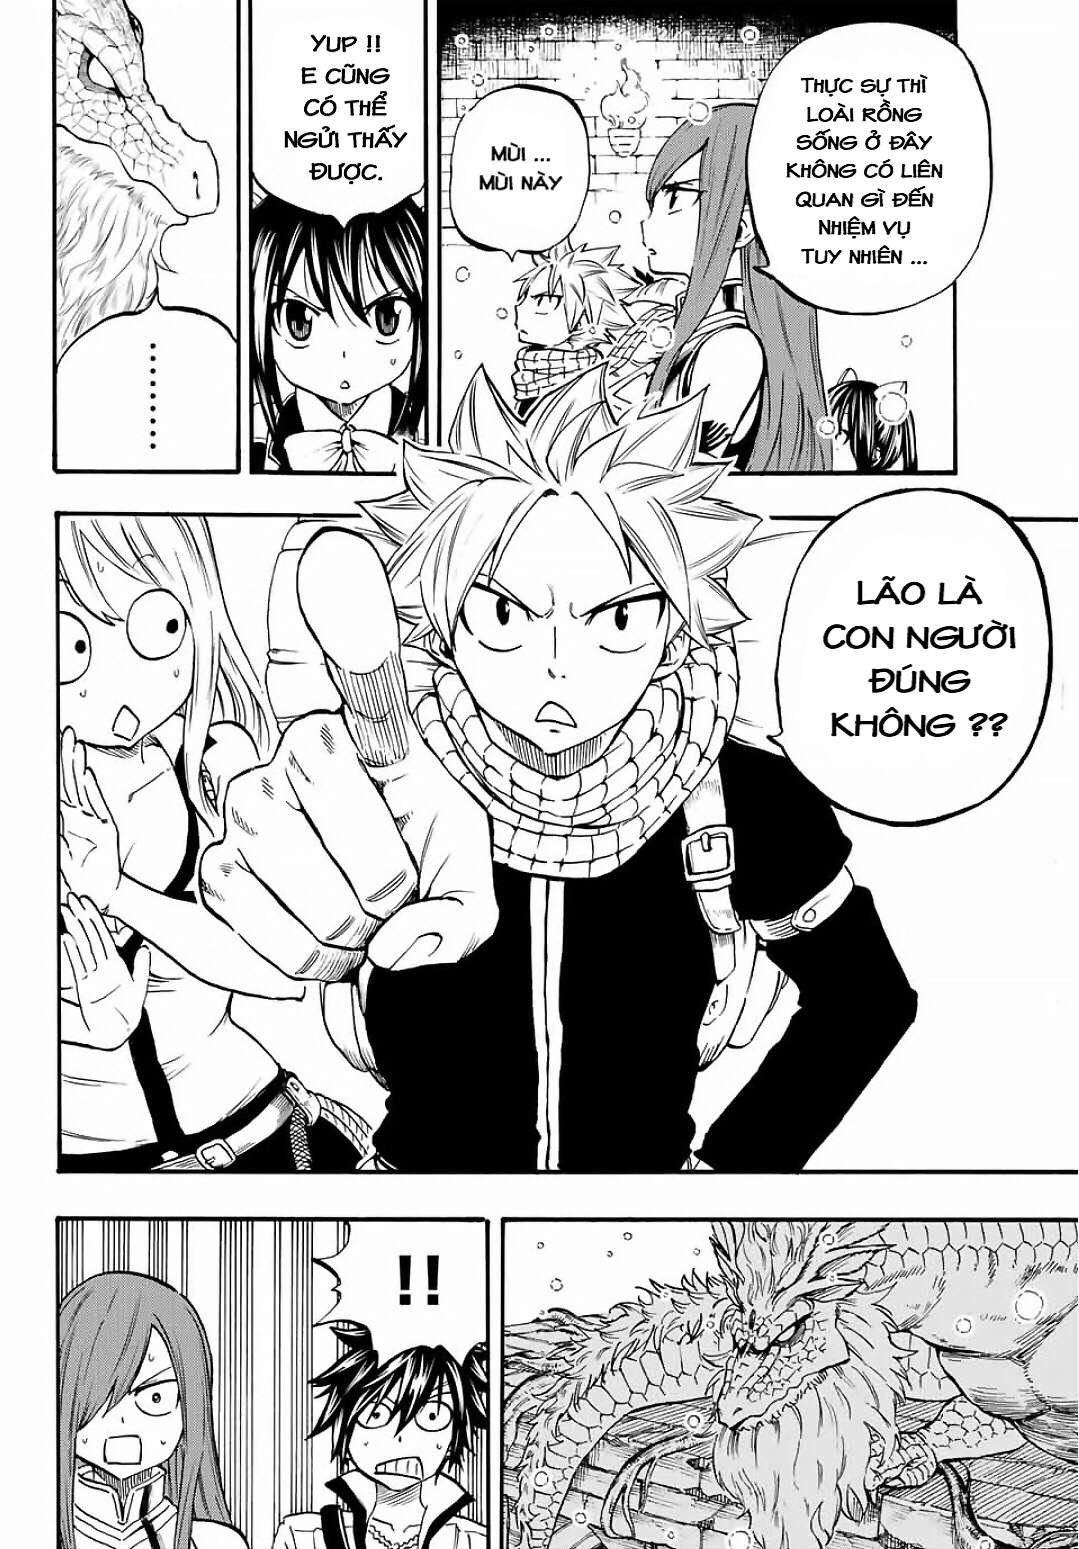 THỰC SỰ THÌ
LOÀI RỒNG
SỐNG Ở ĐÂY
KHÔNG CÓ LIÊN
QUAN GÌ ĐẾN
NHIỆM VỤ
TUY NHIÊN ...
MÙI ...
MÙI NÀY
YUP !!
E CŨNG
CÓ THỂ
NGỬI THẤY
ĐƯỢC.
.........
LÃO LÀ
CON NGƯỜI
ĐÚNG
KHÔNG ??
!!